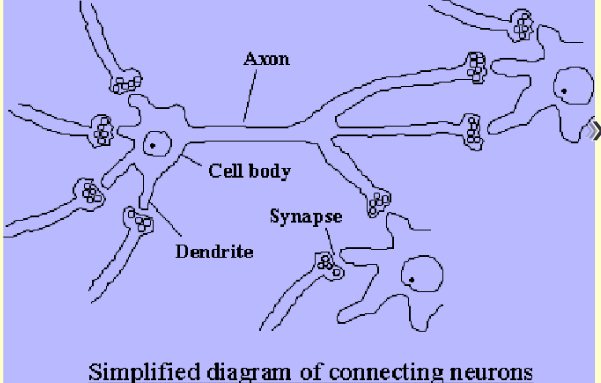 Axon
Cell body
Synapse
Dendrite
Simplified diagram of connecting neurons